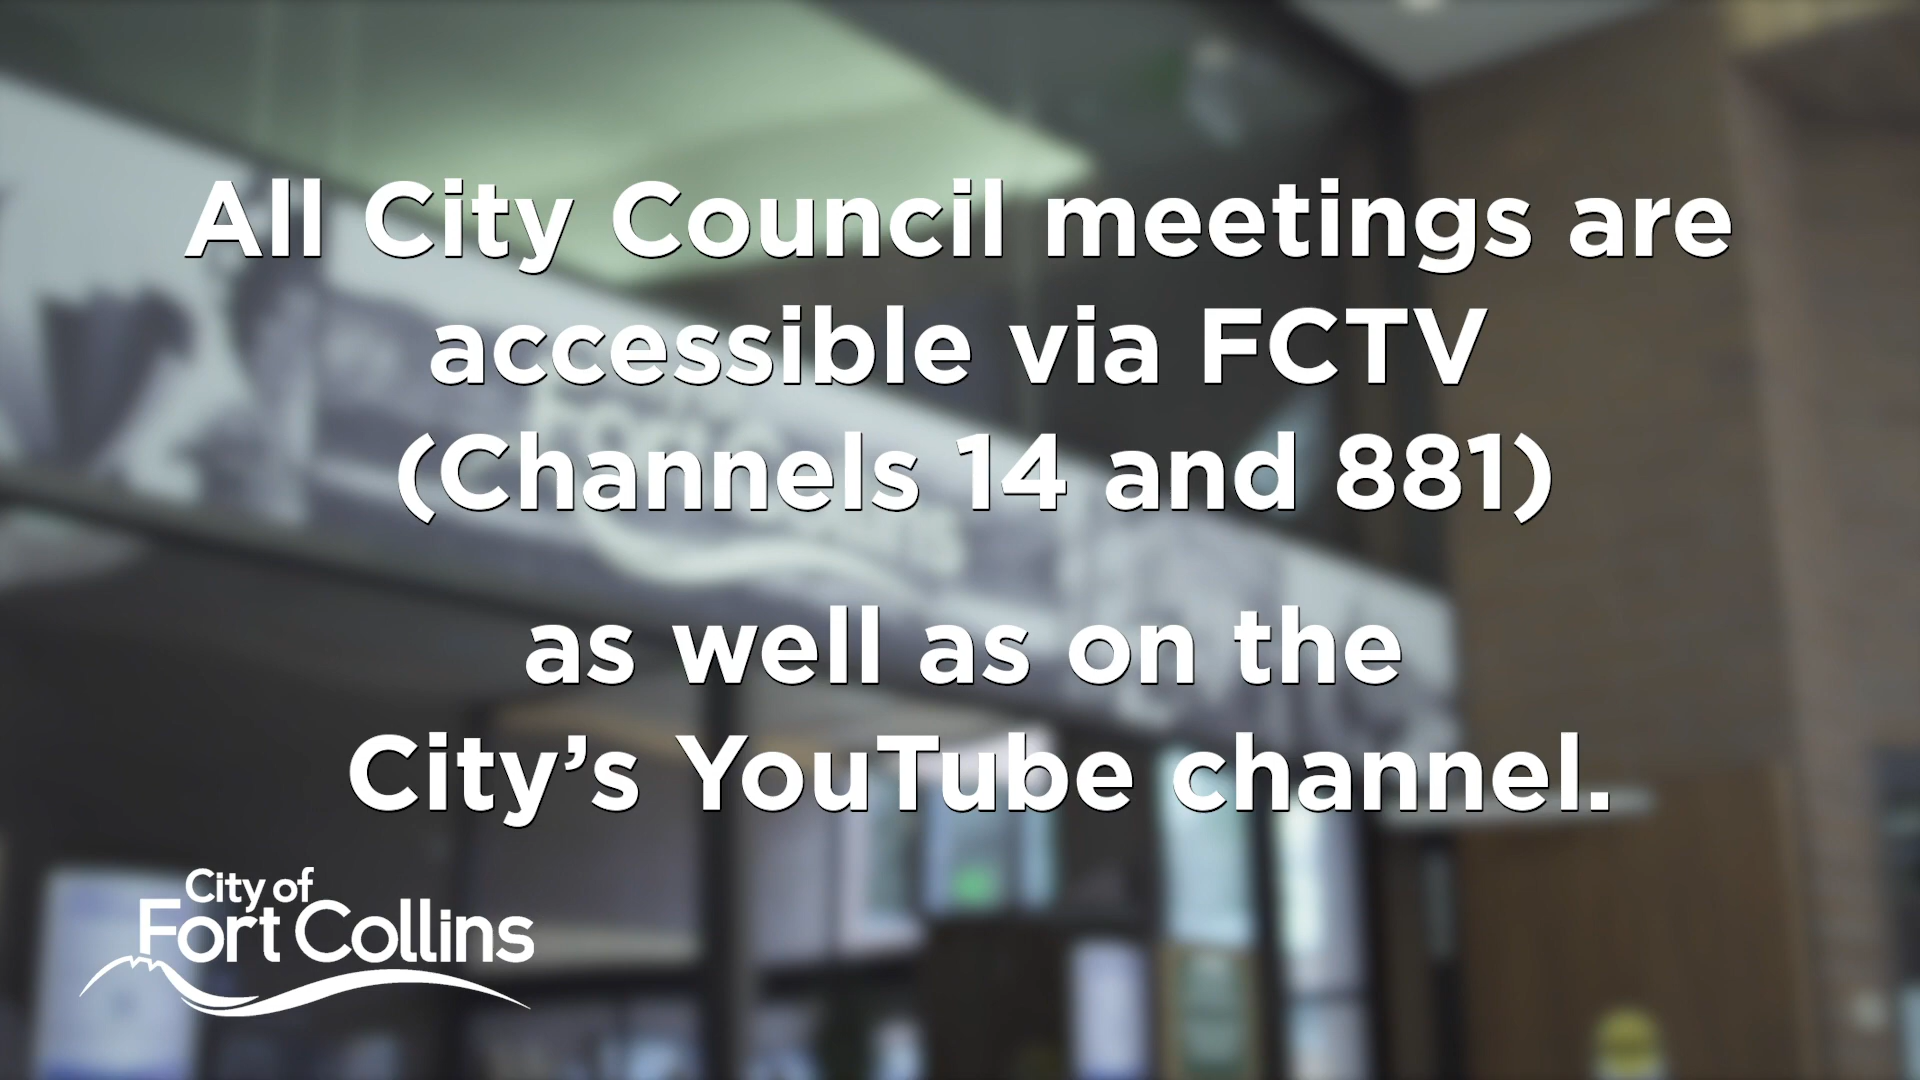 All City Council meetings are
accessible via FCTV
(Channels 14 and 881)
as well as on the
City’s YouTube channel.
City of
Fort Collins